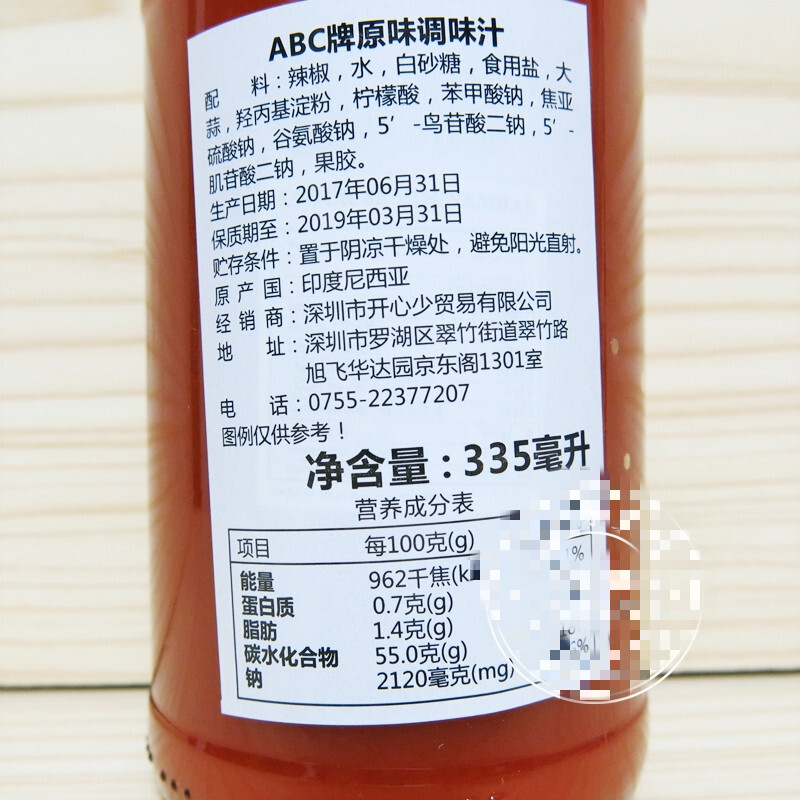 ABC牌原味调味汁
配 料：辣椒，水，白砂糖，食用盐，大
蒜，羟丙基淀粉，柠檬酸，苯甲酸钠，焦亚
硫酸钠，谷氨酸钠，5'-鸟苷酸二钠，5'-
肌苷酸二钠，果胶。
生产日期：2017年06月31日
保质期至：2019年03月31日
贮存条件：置于阴凉干燥处，避免阳光直射。
原 产 国：印度尼西亚
经 销 商：深圳市开心少贸易有限公司
地 址：深圳市罗湖区翠竹街道翠竹路
旭飞华达园京东阁1301室
电 话：0755-22377207
图例仅供参考！
净含量：335毫升
营养成分表
项目 每100克(g)
能量 962千焦
蛋白质 0.7克(g)
脂肪 1.4克(g)
碳水化合物 55.0克(g)
钠 2120毫克(mg)